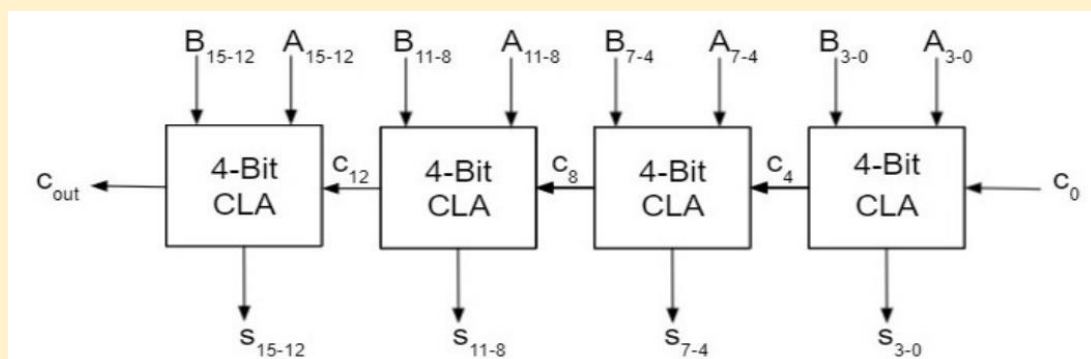 B15-12 A15-12 B11-8 A11-8 B7-4 A7-4 B3-0 A3-0
4-Bit CLA
4-Bit CLA
4-Bit CLA
4-Bit CLA
cout c12 c8 c4 c0
s15-12 s11-8 s7-4 s3-0